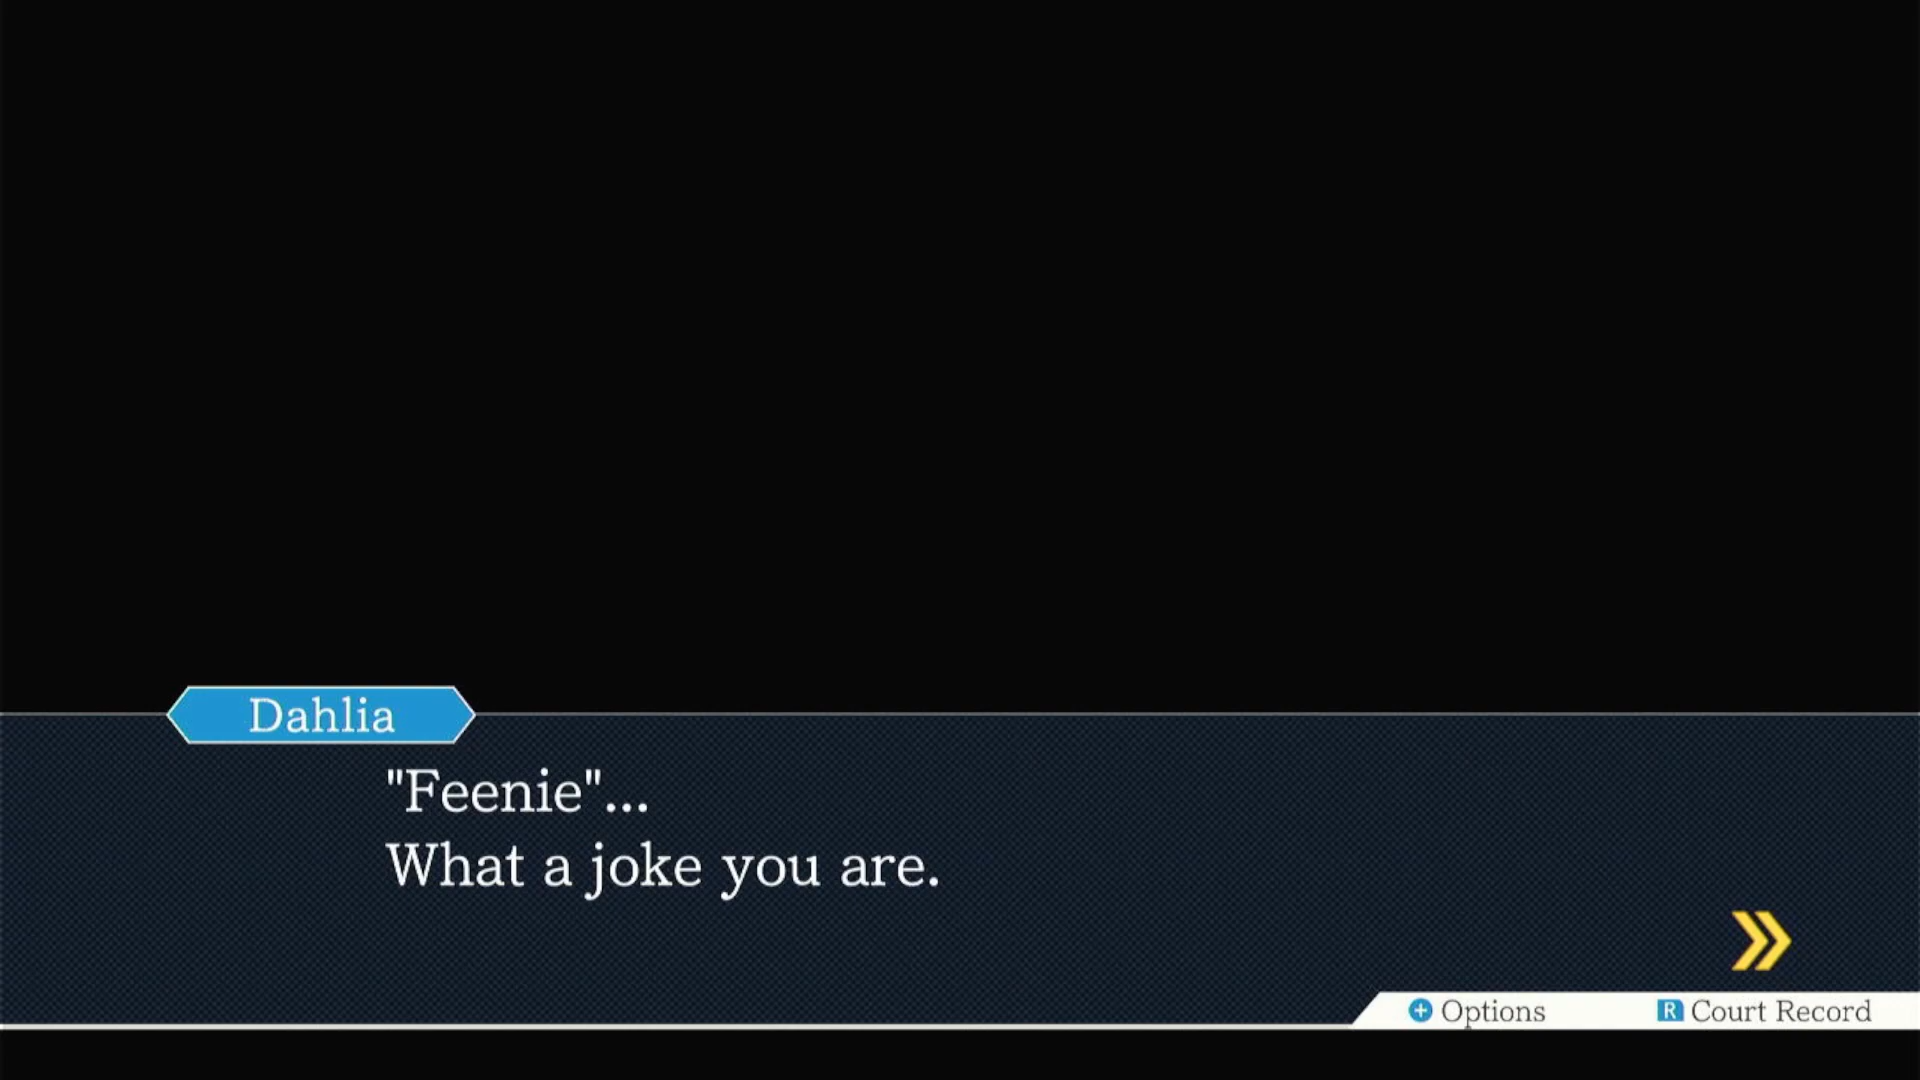 Dahlia
"Feenie"...
What a joke you are.
+ Options
R Court Record